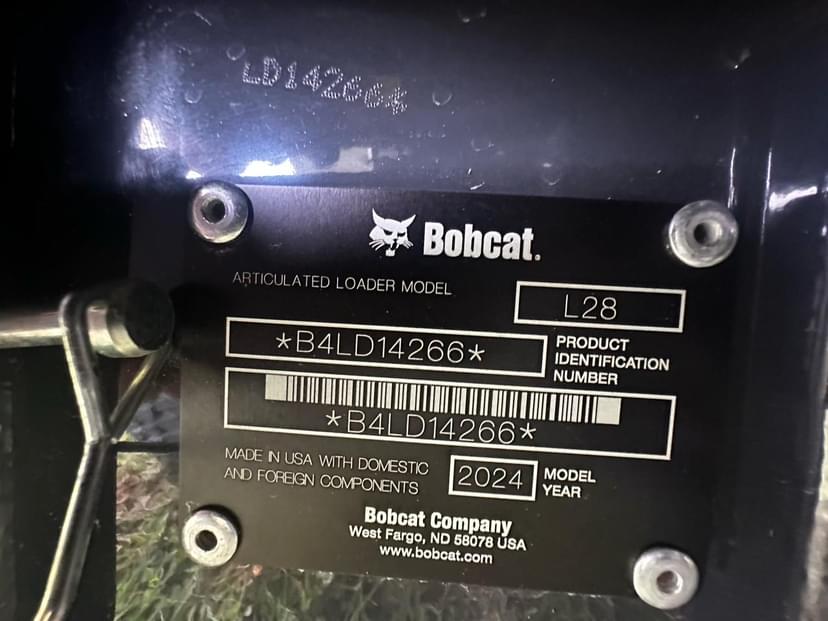 LD14266*
Bobcat.
ARTICULATED LOADER MODEL
L28
*B4LD14266*
PRODUCT
IDENTIFICATION
NUMBER
*B4LD14266*
MADE IN USA WITH DOMESTIC
AND FOREIGN COMPONENTS
2024
MODEL
YEAR
Bobcat Company
West Fargo, ND 58078 USA
www.bobcat.com